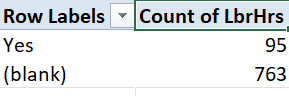 Row Labels Count of LbrHrs
Yes 95
(blank) 763